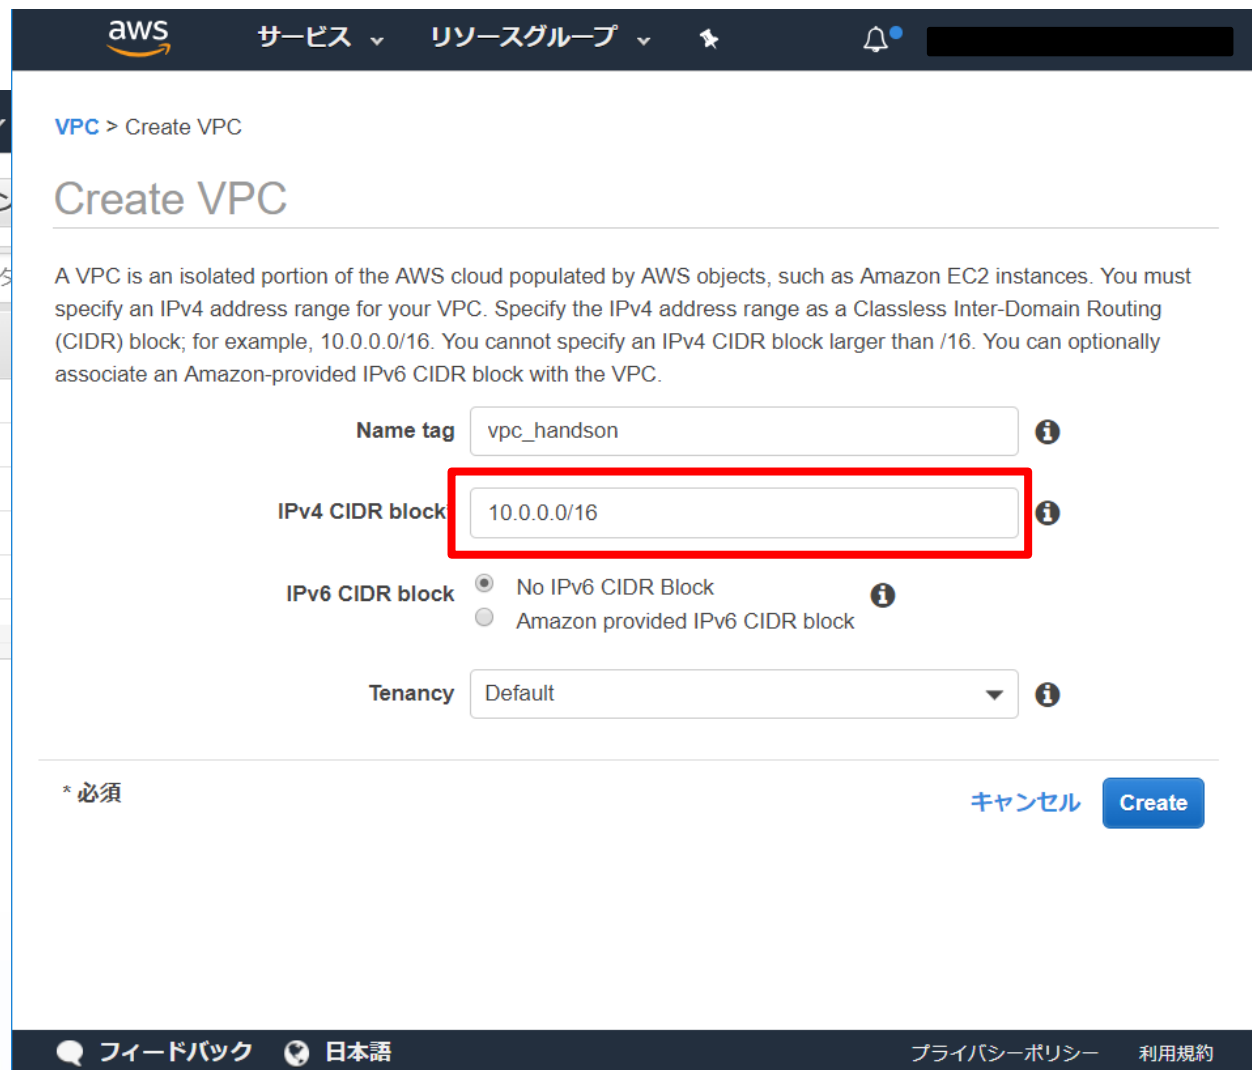 aws サービス リソースグループ
VPC > Create VPC
Create VPC
A VPC is an isolated portion of the AWS cloud populated by AWS objects, such as Amazon EC2 instances. You must
specify an IPv4 address range for your VPC. Specify the IPv4 address range as a Classless Inter-Domain Routing
(CIDR) block; for example, 10.0.0.0/16. You cannot specify an IPv4 CIDR block larger than /16. You can optionally
associate an Amazon-provided IPv6 CIDR block with the VPC.
Name tag vpc_handson
IPv4 CIDR block 10.0.0.0/16
IPv6 CIDR block No IPv6 CIDR Block
Amazon provided IPv6 CIDR block
Tenancy Default
* 必須 キャンセル Create
フィードバック 日本語 プライバシーポリシー 利用規約